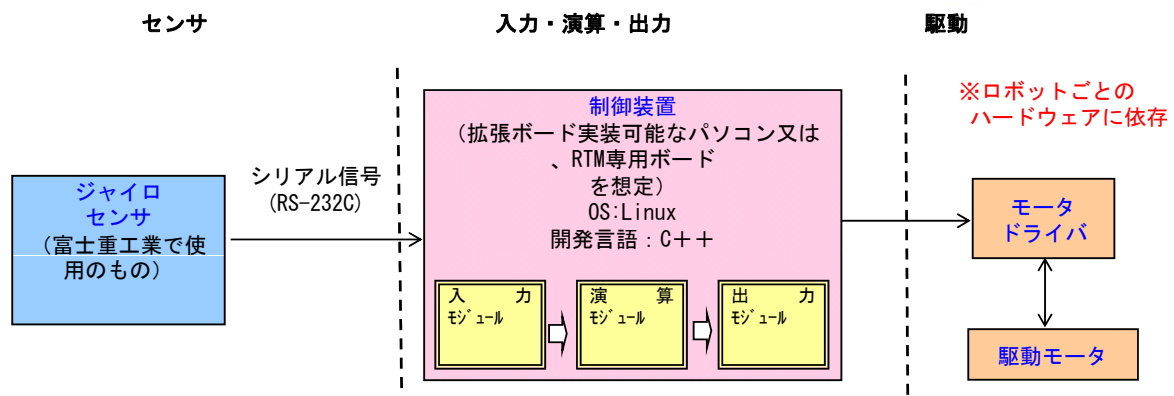 センサ
入力・演算・出力
駆動
※ロボットごとの
ハードウェアに依存
制御装置
(拡張ボード実装可能なパソコン又は
、RTM専用ボード
を想定)
OS:Linux
開発言語:C++
シリアル信号
(RS-232C)
ジャイロ
センサ
(富士重工業で使
用のもの)
モータ
ドライバ
入力
ﾓｼﾞｭｰﾙ
演算
ﾓｼﾞｭｰﾙ
出力
ﾓｼﾞｭｰﾙ
駆動モータ